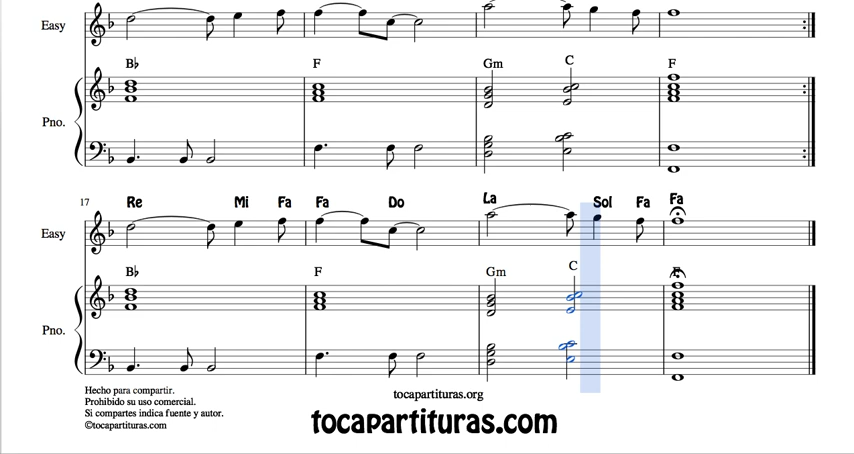 Easy
B♭ F Gm C F
Pno.
17
Re Mi Fa Fa Do La Sol Fa Fa
Easy
B♭ F Gm C F
Pno.
Hecho para compartir.
Prohibido su uso comercial.
Si compartes indica fuente y autor.
©tocapartituras.com
tocapartituras.org
tocapartituras.com